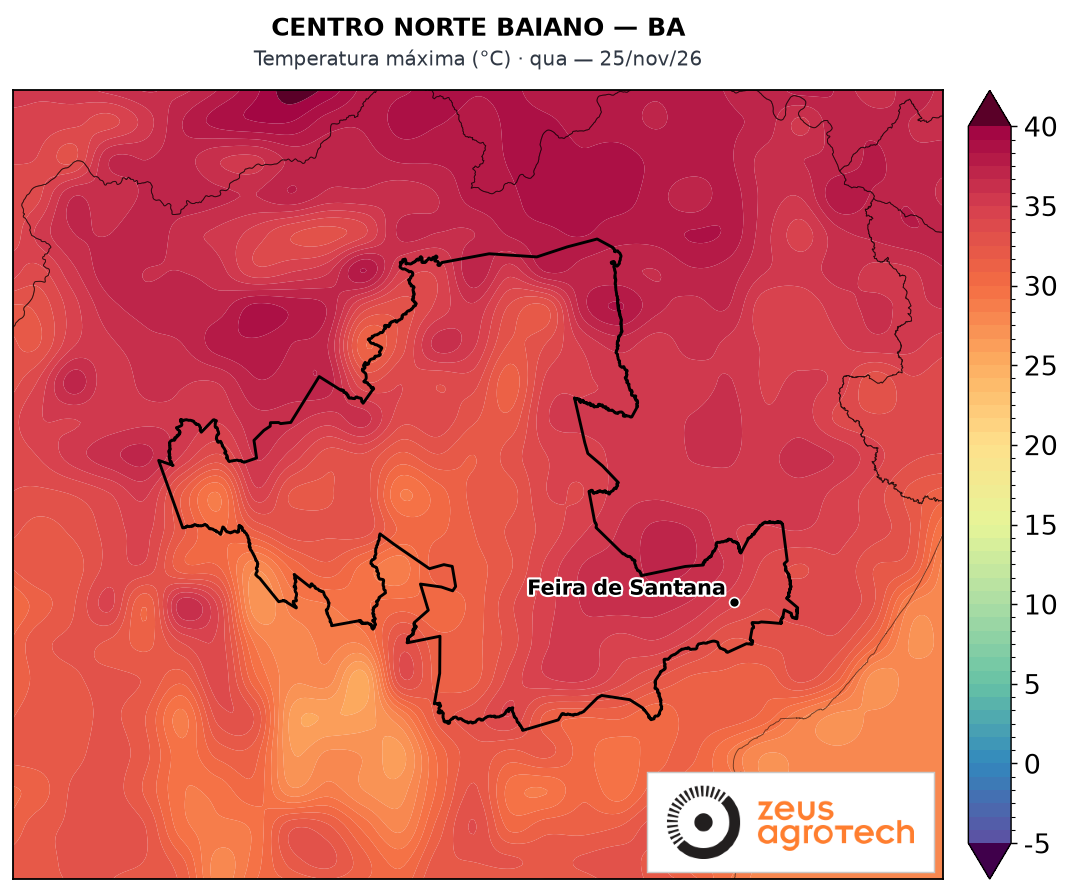 CENTRO NORTE BAIANO — BA
Temperatura máxima (°C) · qua — 25/nov/26
40
35
30
25
20
15
10
5
0
-5
Feira de Santana
zeus
agrotech